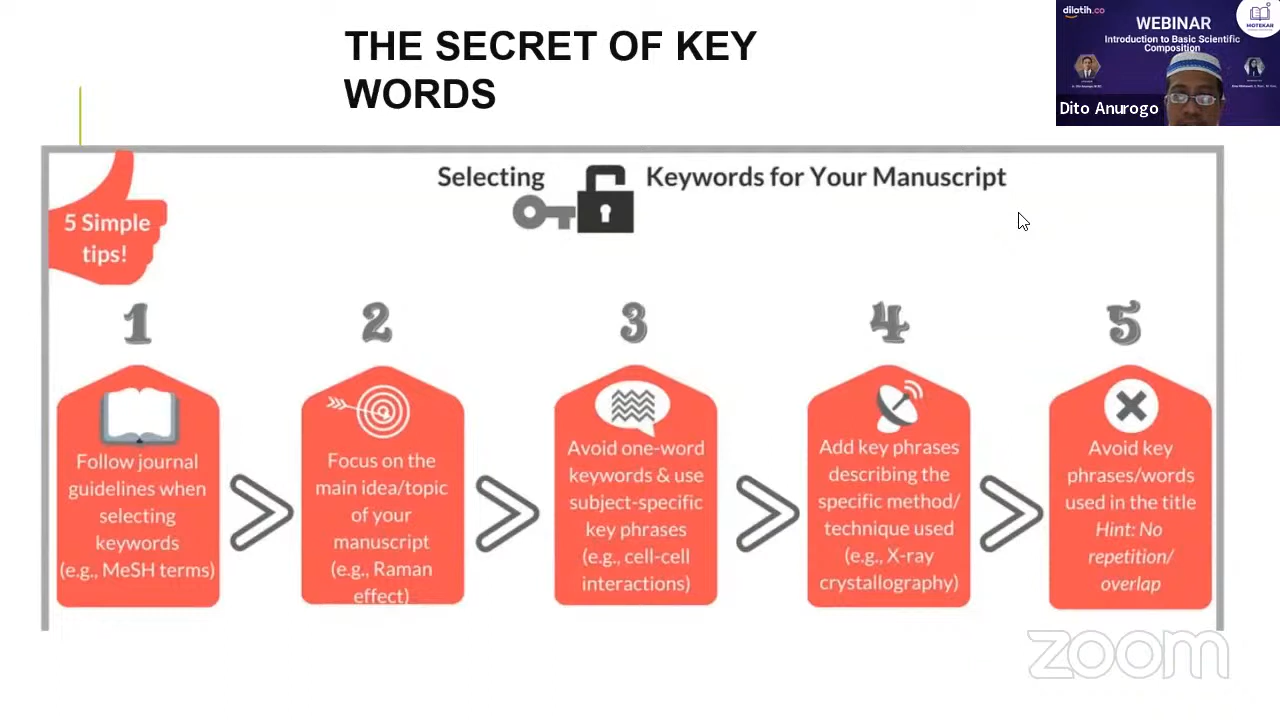 THE SECRET OF KEY
WORDS
dilatih.co
WEBINAR
Introduction to Basic Scientific
Composition
MOTEKAR
Dito Anurogo
Selecting Keywords for Your Manuscript
5 Simple
tips!
1
Follow journal
guidelines when
selecting
keywords
(e.g., MeSH terms)
2
Focus on the
main idea/topic
of your
manuscript
(e.g., Raman
effect)
3
Avoid one-word
keywords & use
subject-specific
key phrases
(e.g., cell-cell
interactions)
4
Add key phrases
describing the
specific method/
technique used
(e.g., X-ray
crystallography)
5
Avoid key
phrases/words
used in the title
Hint: No
repetition/
overlap
zoom